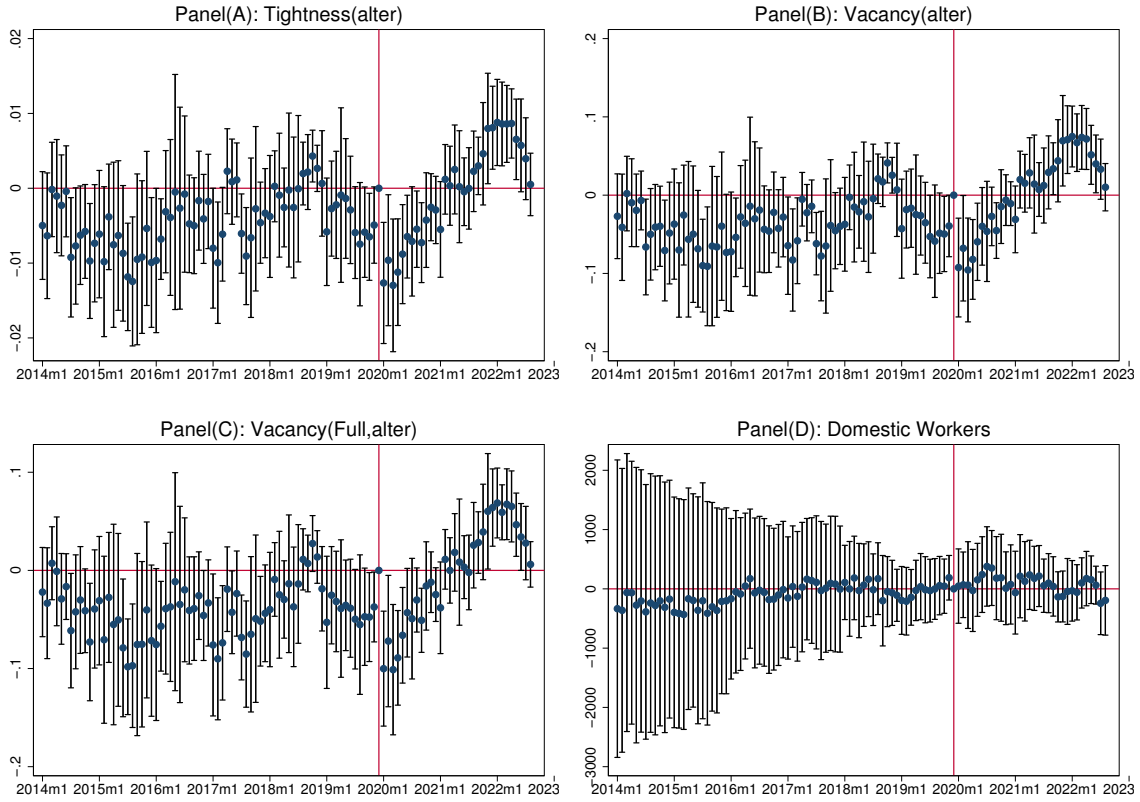 Panel(A): Tightness(alter)
.02
.01
0
-.01
-.02
2014m1 2015m1 2016m1 2017m1 2018m1 2019m1 2020m1 2021m1 2022m1 2023
Panel(B): Vacancy(alter)
.2
.1
0
-.1
-.2
2014m1 2015m1 2016m1 2017m1 2018m1 2019m1 2020m1 2021m1 2022m1 2023
Panel(C): Vacancy(Full,alter)
.1
0
-.1
-.2
2014m1 2015m1 2016m1 2017m1 2018m1 2019m1 2020m1 2021m1 2022m1 2023
Panel(D): Domestic Workers
2000
1000
0
-1000
-2000
-3000
2014m1 2015m1 2016m1 2017m1 2018m1 2019m1 2020m1 2021m1 2022m1 2023